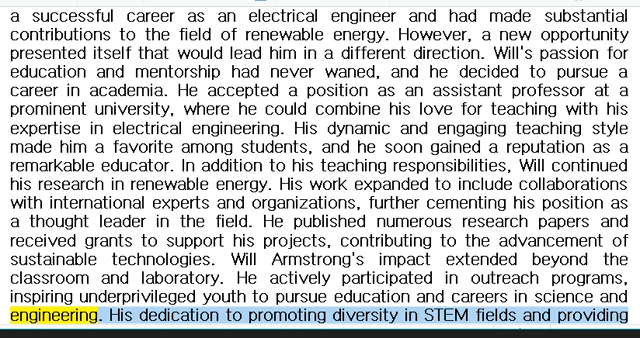 a successful career as an electrical engineer and had made substantial
contributions to the field of renewable energy. However, a new opportunity
presented itself that would lead him in a different direction. Will's passion for
education and mentorship had never waned, and he decided to pursue a
career in academia. He accepted a position as an assistant professor at a
prominent university, where he could combine his love for teaching with his
expertise in electrical engineering. His dynamic and engaging teaching style
made him a favorite among students, and he soon gained a reputation as a
remarkable educator. In addition to his teaching responsibilities, Will continued
his research in renewable energy. His work expanded to include collaborations
with international experts and organizations, further cementing his position as
a thought leader in the field. He published numerous research papers and
received grants to support his projects, contributing to the advancement of
sustainable technologies. Will Armstrong's impact extended beyond the
classroom and laboratory. He actively participated in outreach programs,
inspiring underprivileged youth to pursue education and careers in science and
engineering. His dedication to promoting diversity in STEM fields and providing